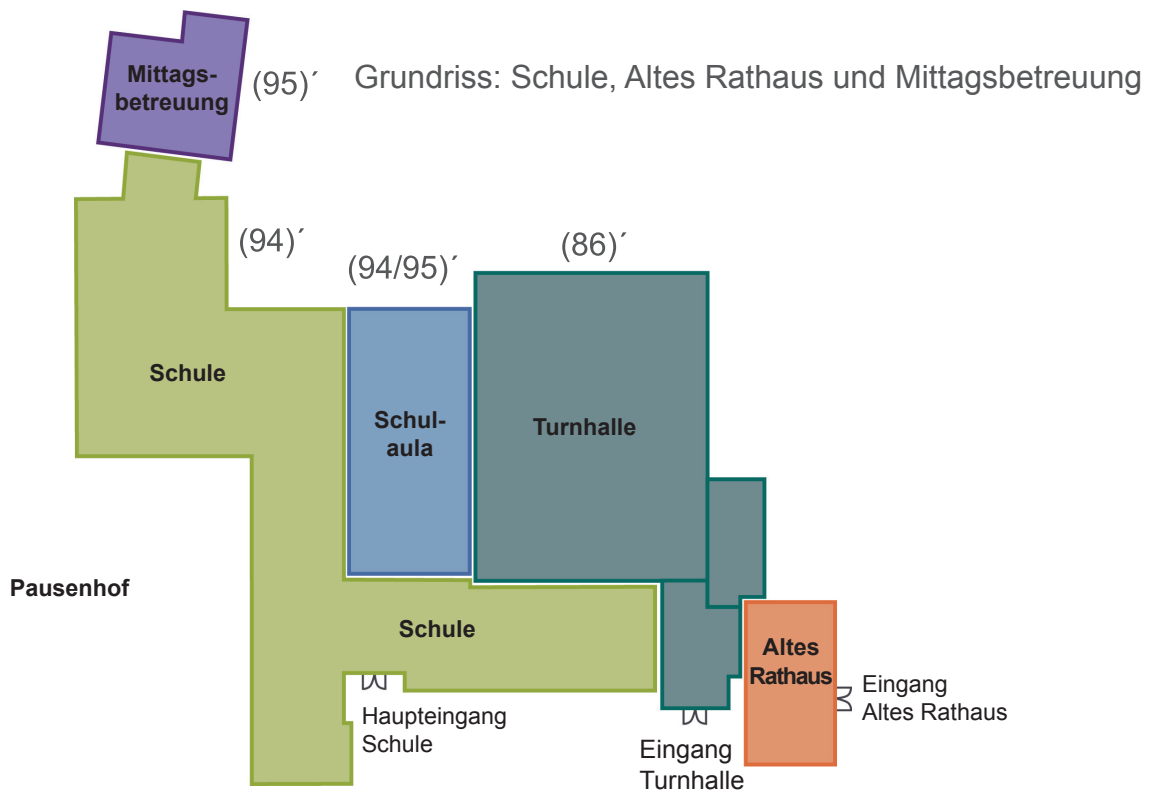 Grundriss: Schule, Altes Rathaus und Mittagsbetreuung
Mittags-
betreuung
(95)´
(94)´
(94/95)´
(86)´
Schule
Schul-
aula
Turnhalle
Pausenhof
Schule
Altes
Rathaus
Eingang
Altes Rathaus
Haupteingang
Schule
Eingang
Turnhalle